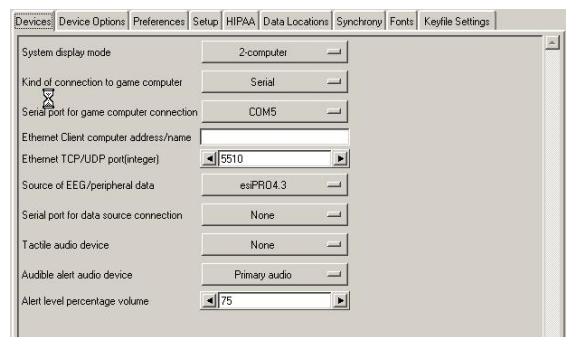 Devices Device Options Preferences Setup HIPAA Data Locations Synchrony Fonts Keyfile Settings
System display mode 2-computer
Kind of connection to game computer Serial
Serial port for game computer connection COM5
Ethernet Client computer address/name
Ethernet TCP/UDP port(integer) 5510
Source of EEG/peripheral data esiPRO4.3
Serial port for data source connection None
Tactile audio device None
Audible alert audio device Primary audio
Alert level percentage volume 75